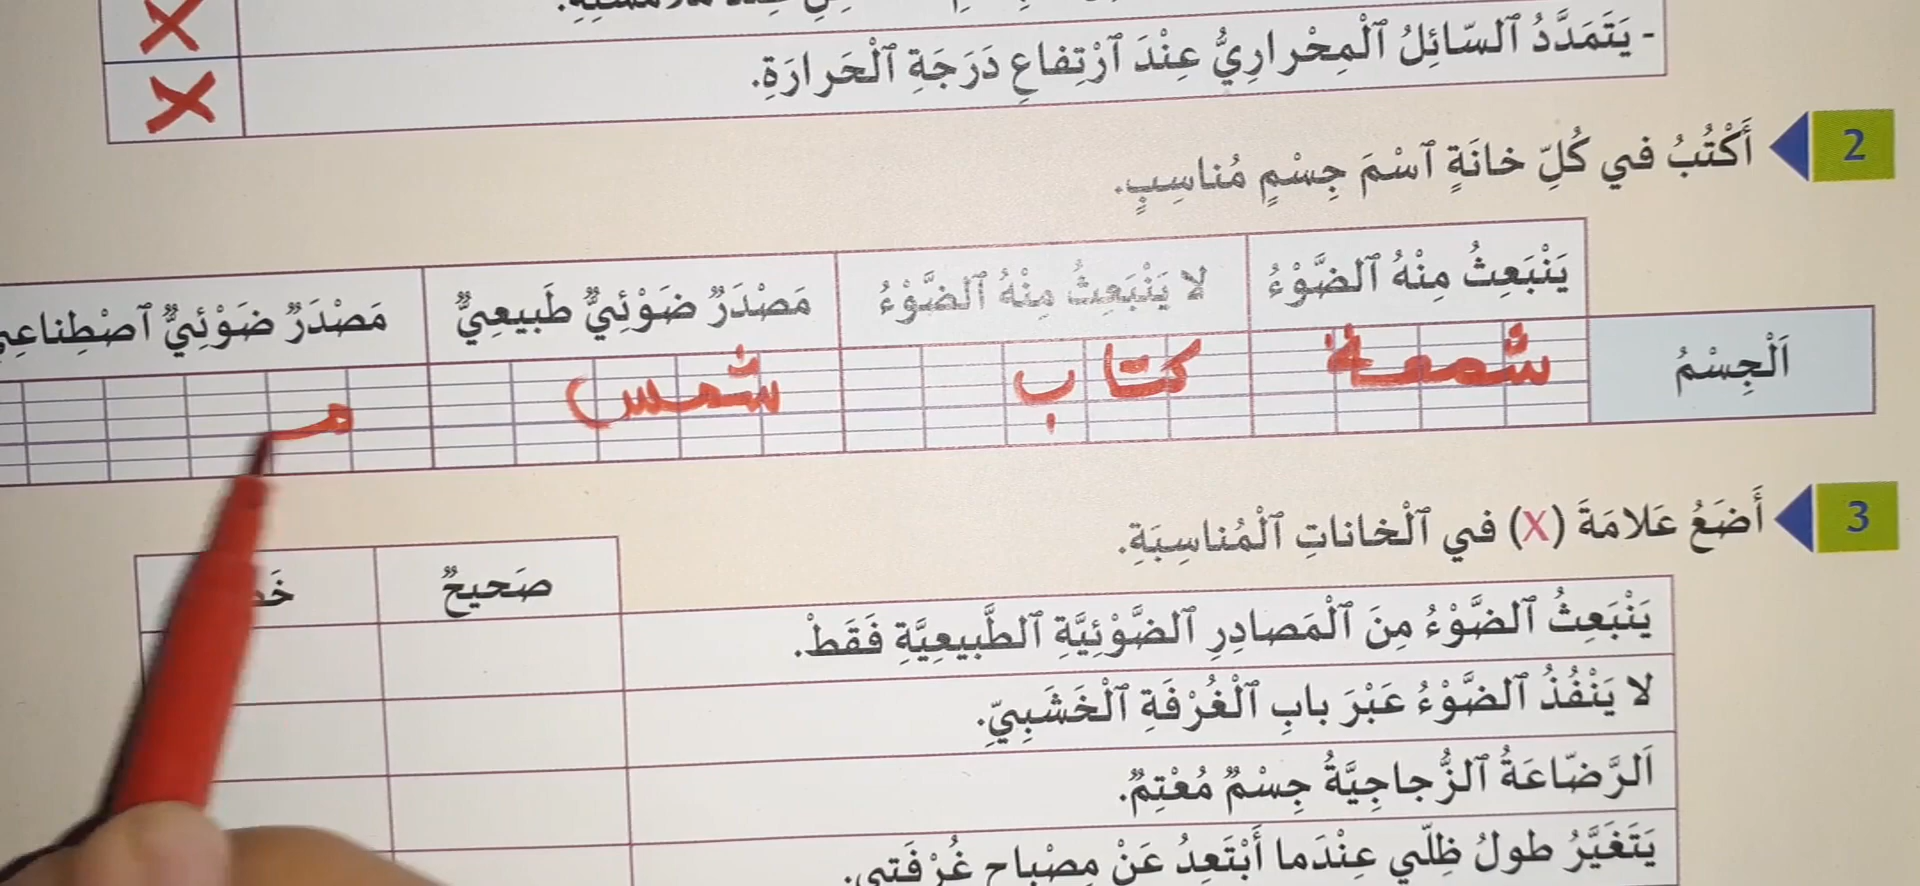 - يَتَمَدَّدُ ٱلسّائِلُ ٱلْمِحْرارِيُّ عِنْدَ ٱرْتِفاعِ دَرَجَةِ ٱلْحَرارَةِ. X
2 أَكْتُبُ في كُلِّ خانَةٍ ٱسْمَ جِسْمٍ مُناسِبٍ.
يَنْبَعِثُ مِنْهُ ٱلضَّوْءُ لا يَنْبَعِثُ مِنْهُ ٱلضَّوْءُ مَصْدَرٌ ضَوْئِيٌّ طَبيعِيٌّ مَصْدَرٌ ضَوْئِيٌّ
اَلْجِسْمُ شمعة كتاب شمس
3 أَضَعُ عَلامَةَ (X) في ٱلْخاناتِ ٱلْمُناسِبَةِ.
صَحيحٌ
يَنْبَعِثُ ٱلضَّوْءُ مِنَ ٱلْمَصادِرِ ٱلضَّوْئِيَّةِ ٱلطَّبيعِيَّةِ فَقَطْ.
لا يَنْفُذُ ٱلضَّوْءُ عَبْرَ بابِ ٱلْغُرْفَةِ ٱلْخَشَبِيِّ.
اَلرَّضّاعَةُ ٱلزُّجاجِيَّةُ جِسْمٌ مُعْتِمٌ.
يَتَغَيَّرُ طولُ ظِلّي عِنْدَما أَبْتَعِدُ عَنْ مِصْباحِ غُرْفَتي.